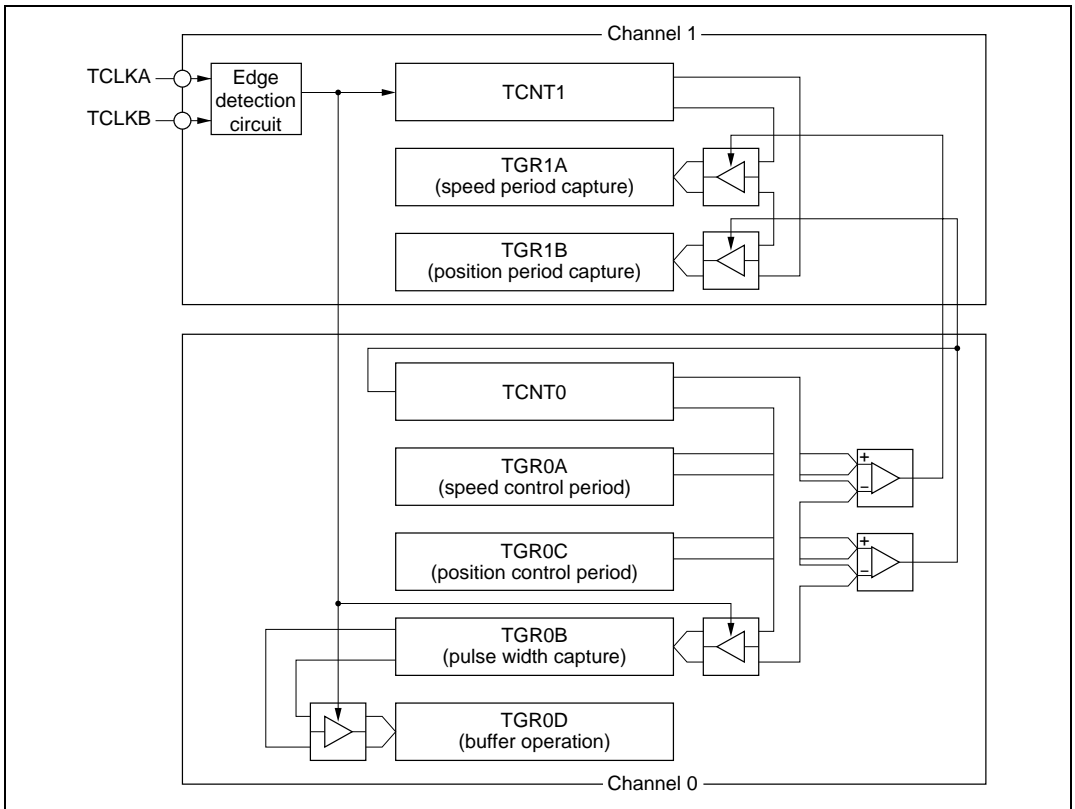 Channel 1
TCLKA
TCLKB
Edge
detection
circuit
TCNT1
TGR1A
(speed period capture)
TGR1B
(position period capture)
TCNT0
TGR0A
(speed control period)
+
−
TGR0C
(position control period)
+
−
TGR0B
(pulse width capture)
TGR0D
(buffer operation)
Channel 0